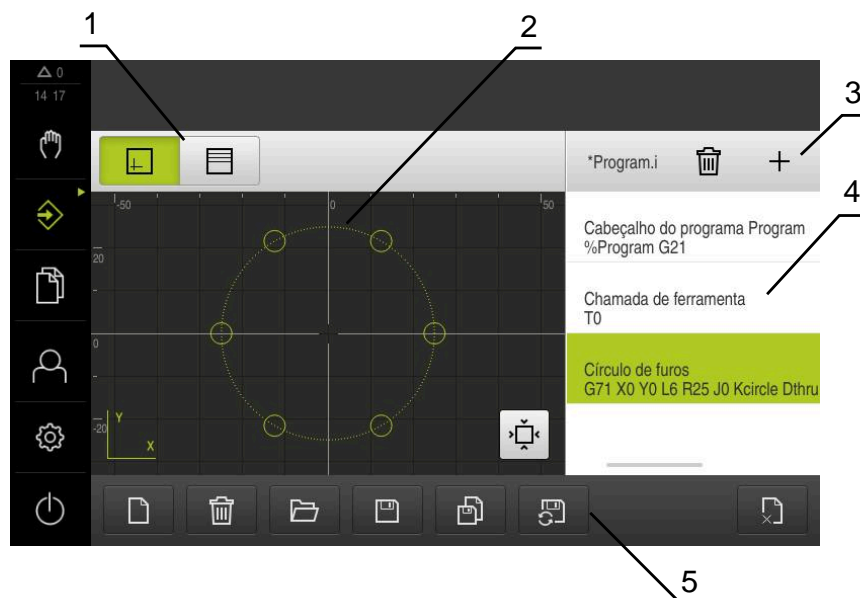 1
2
3
4
5
0
14 17
*Program.i
-50
0
50
20
0
-20
Y
X
Cabeçalho do programa Program
%Program G21
Chamada de ferramenta
T0
Círculo de furos
G71 X0 Y0 L6 R25 J0 Kcircle Dthru